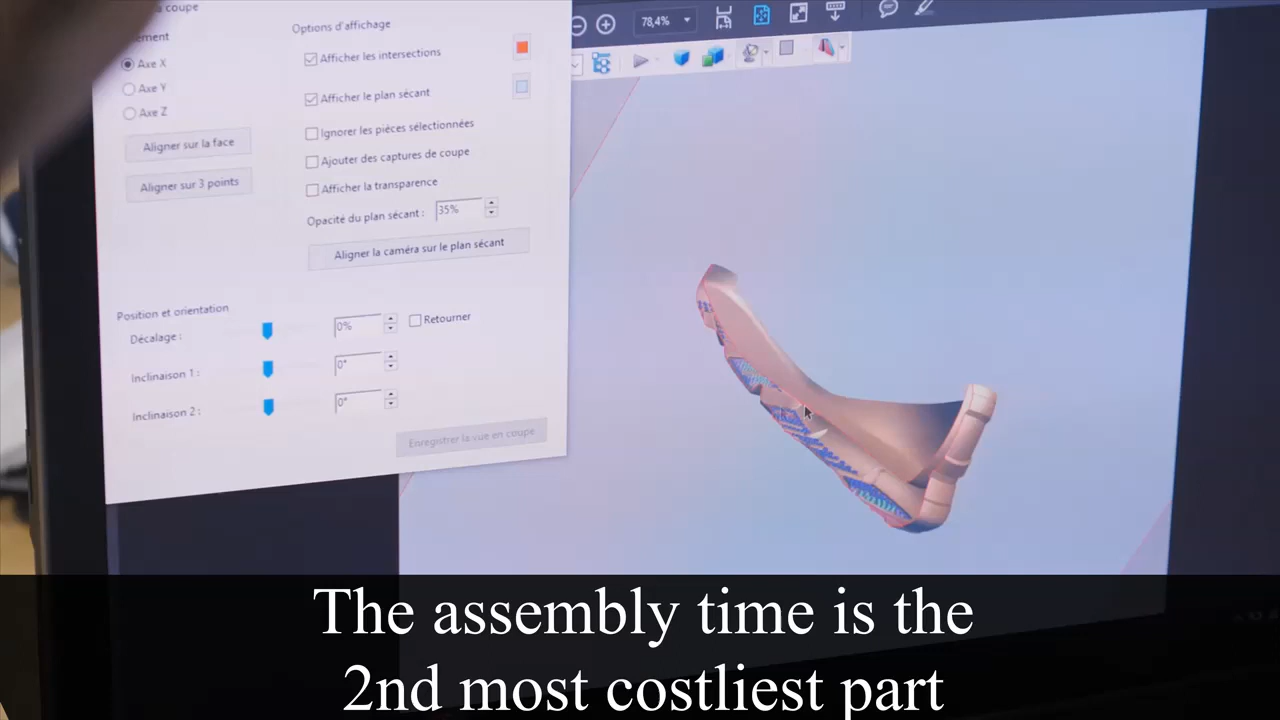 a coupe
ement
Axe X
Axe Y
Axe Z
Aligner sur la face
Aligner sur 3 points
Options d'affichage
Afficher les intersections
Afficher le plan sécant
Ignorer les pièces sélectionnées
Ajouter des captures de coupe
Afficher la transparence
Opacité du plan sécant : 35%
Aligner la caméra sur le plan sécant
Position et orientation
Décalage : 0% Retourner
Inclinaison 1 : 0°
Inclinaison 2 : 0°
Enregistrer la vue en coupe
78,4%
The assembly time is the
2nd most costliest part